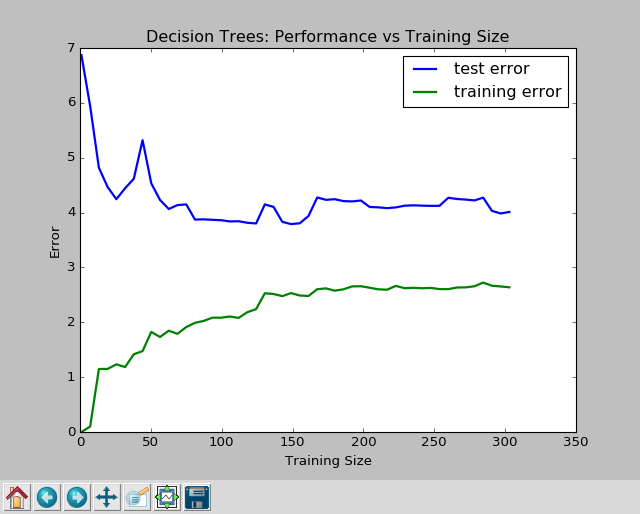 Decision Trees: Performance vs Training Size
7
6
5
4
3
2
1
0
Error
test error
training error
0 50 100 150 200 250 300 350
Training Size